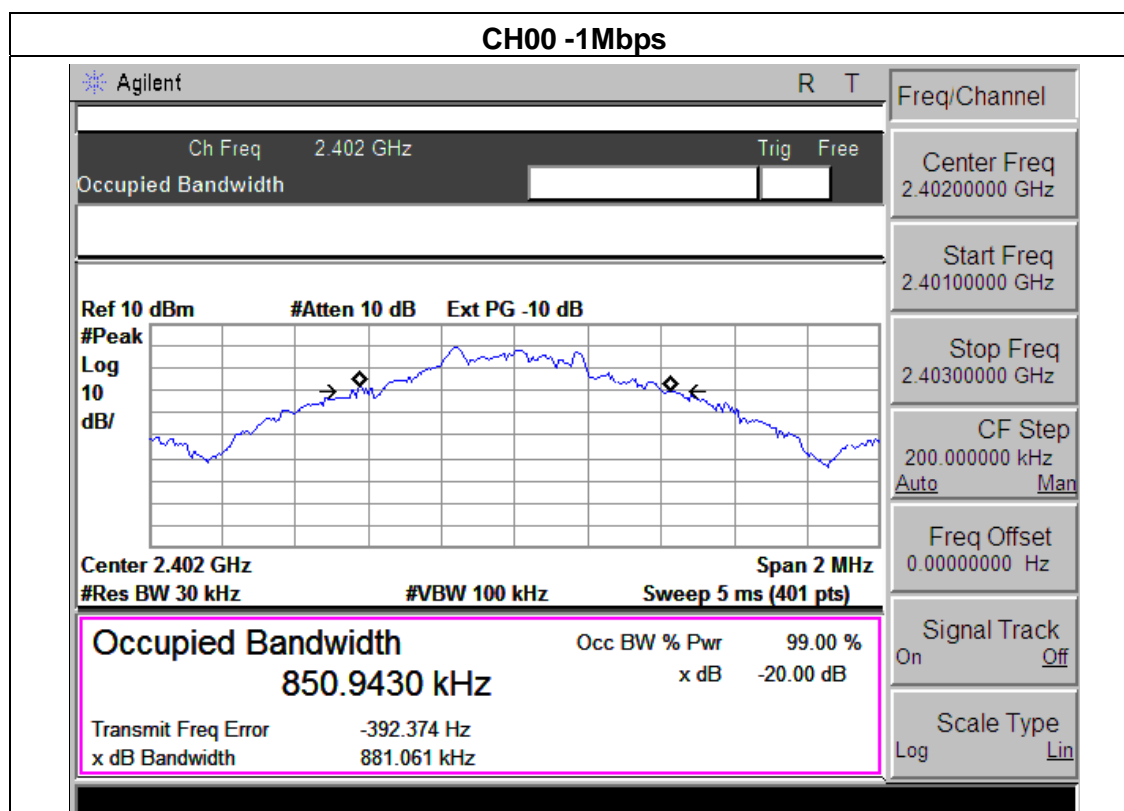 CH00 -1Mbps
Agilent R T
Ch Freq 2.402 GHz Trig Free
Occupied Bandwidth
Ref 10 dBm #Atten 10 dB Ext PG -10 dB
#Peak
Log
10
dB/
Center 2.402 GHz Span 2 MHz
#Res BW 30 kHz #VBW 100 kHz Sweep 5 ms (401 pts)
Occupied Bandwidth Occ BW % Pwr 99.00 %
850.9430 kHz x dB -20.00 dB
Transmit Freq Error -392.374 Hz
x dB Bandwidth 881.061 kHz
Freq/Channel
Center Freq
2.40200000 GHz
Start Freq
2.40100000 GHz
Stop Freq
2.40300000 GHz
CF Step
200.000000 kHz
Auto Man
Freq Offset
0.00000000 Hz
Signal Track
On Off
Scale Type
Log Lin